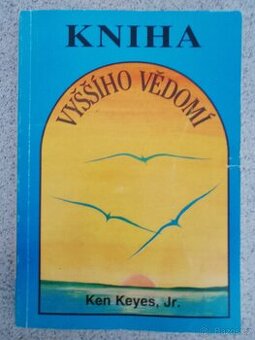 KNIHA
VYŠŠÍHO VĚDOMÍ
Ken Keyes, Jr.